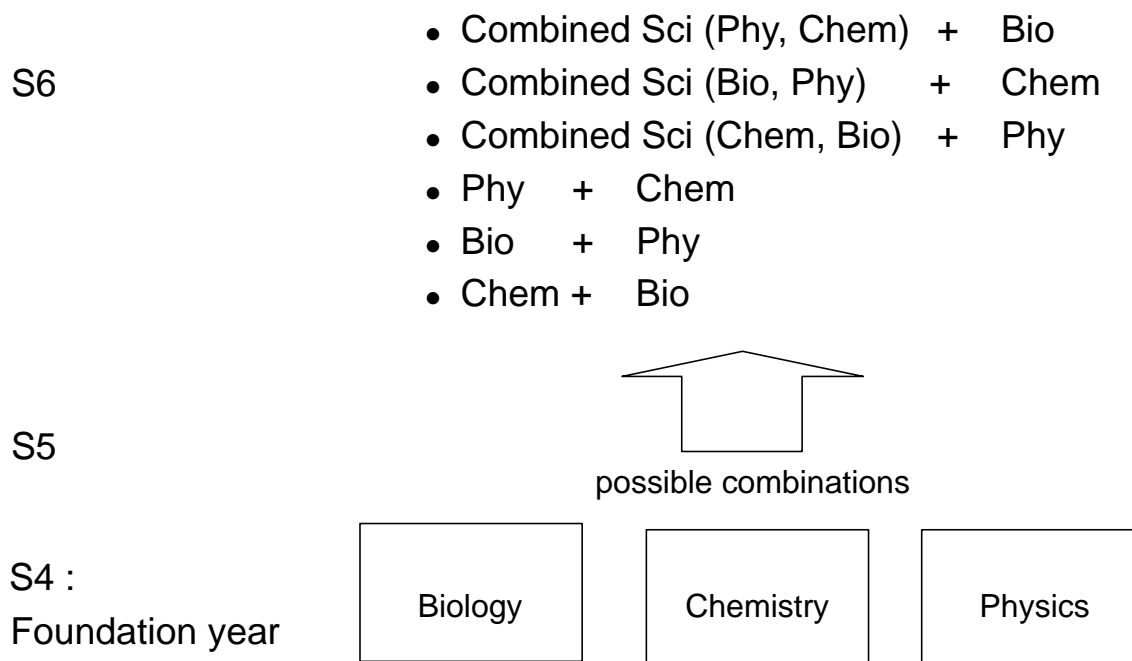 • Combined Sci (Phy, Chem) + Bio
S6 • Combined Sci (Bio, Phy) + Chem
• Combined Sci (Chem, Bio) + Phy
• Phy + Chem
• Bio + Phy
• Chem + Bio
S5
possible combinations
S4 :
Foundation year
Biology
Chemistry
Physics